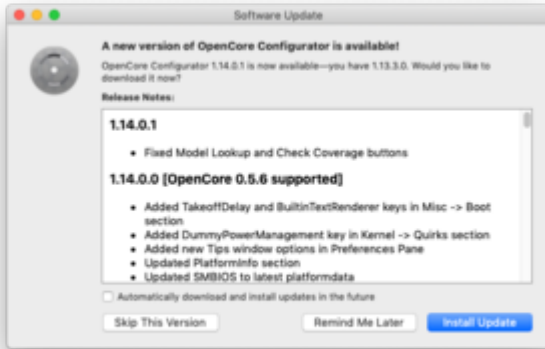 Software Update
A new version of OpenCore Configurator is available!
OpenCore Configurator 1.14.0.1 is now available—you have 1.13.3.0. Would you like to
download it now?
Release Notes:
1.14.0.1
• Fixed Model Lookup and Check Coverage buttons
1.14.0.0 [OpenCore 0.5.6 supported]
• Added TakeoffDelay and BuiltinTextRenderer keys in Misc -> Boot
section
• Added DummyPowerManagement key in Kernel -> Quirks section
• Added new Tips window options in Preferences Pane
• Updated PlatformInfo section
• Updated SMBIOS to latest platformdata
Automatically download and install updates in the future
Skip This Version
Remind Me Later
Install Update